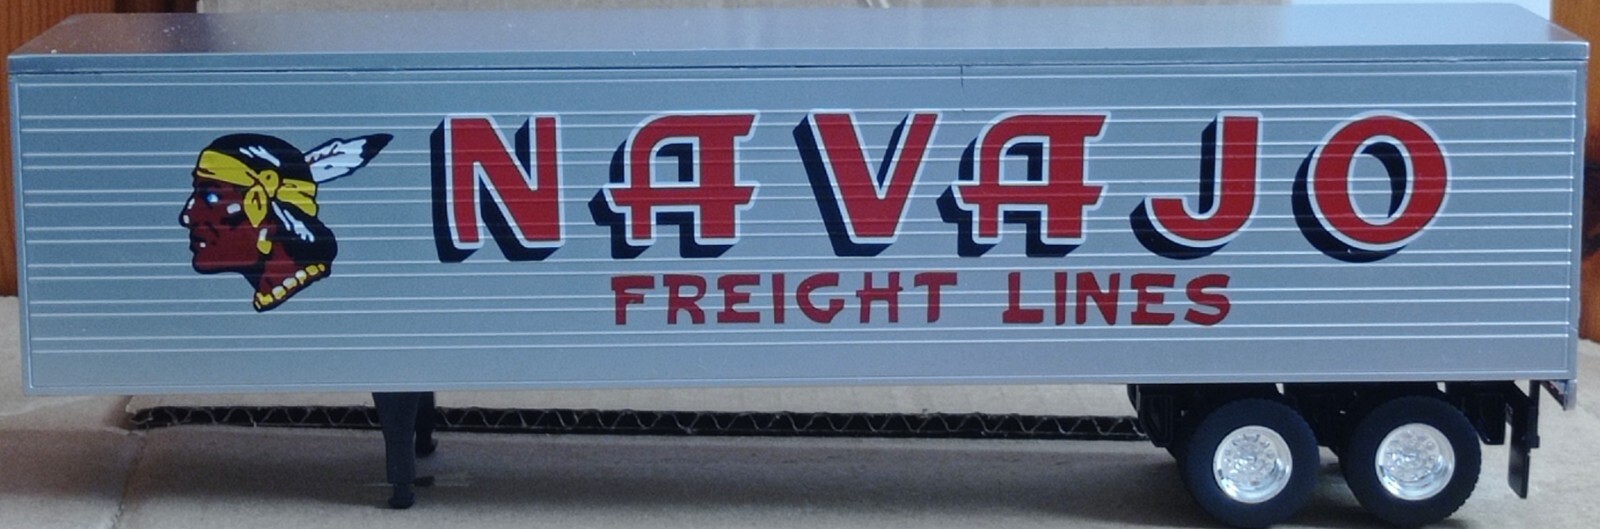 NAVAJO
FREIGHT LINES